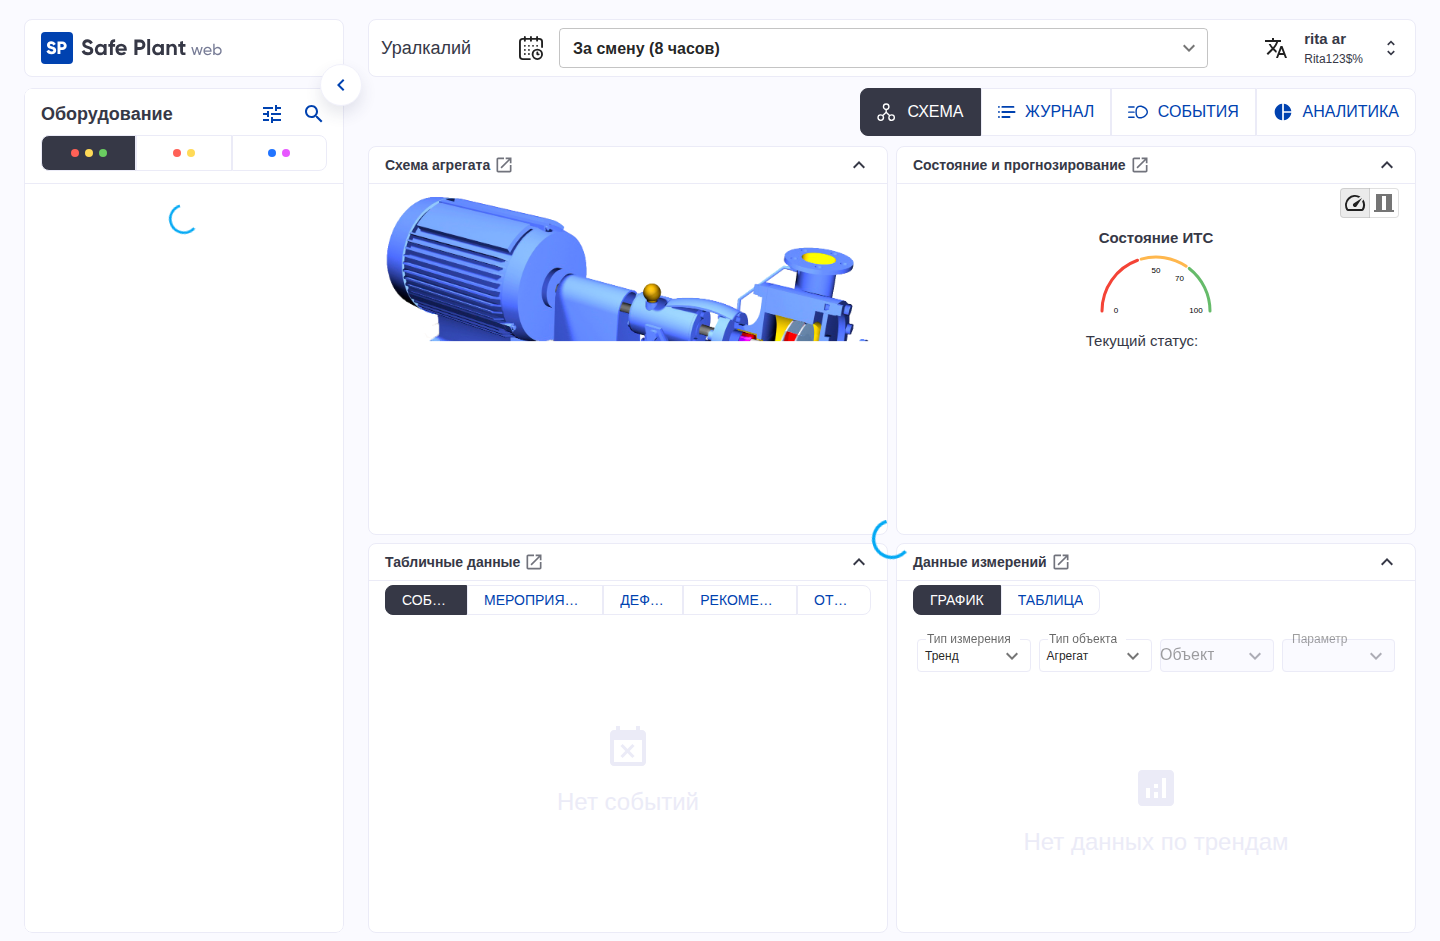 SP Safe Plant web
Уралкалий
За смену (8 часов)
rita ar
Rita123$%
Оборудование
СХЕМА
ЖУРНАЛ
СОБЫТИЯ
АНАЛИТИКА
Схема агрегата
Состояние и прогнозирование
Состояние ИТС
0
50
70
100
Текущий статус:
Табличные данные
СОБ...
МЕРОПРИЯ...
ДЕФ...
РЕКОМЕ...
ОТ...
Нет событий
Данные измерений
ГРАФИК
ТАБЛИЦА
Тип измерения
Тренд
Тип объекта
Агрегат
Объект
Параметр
Нет данных по трендам